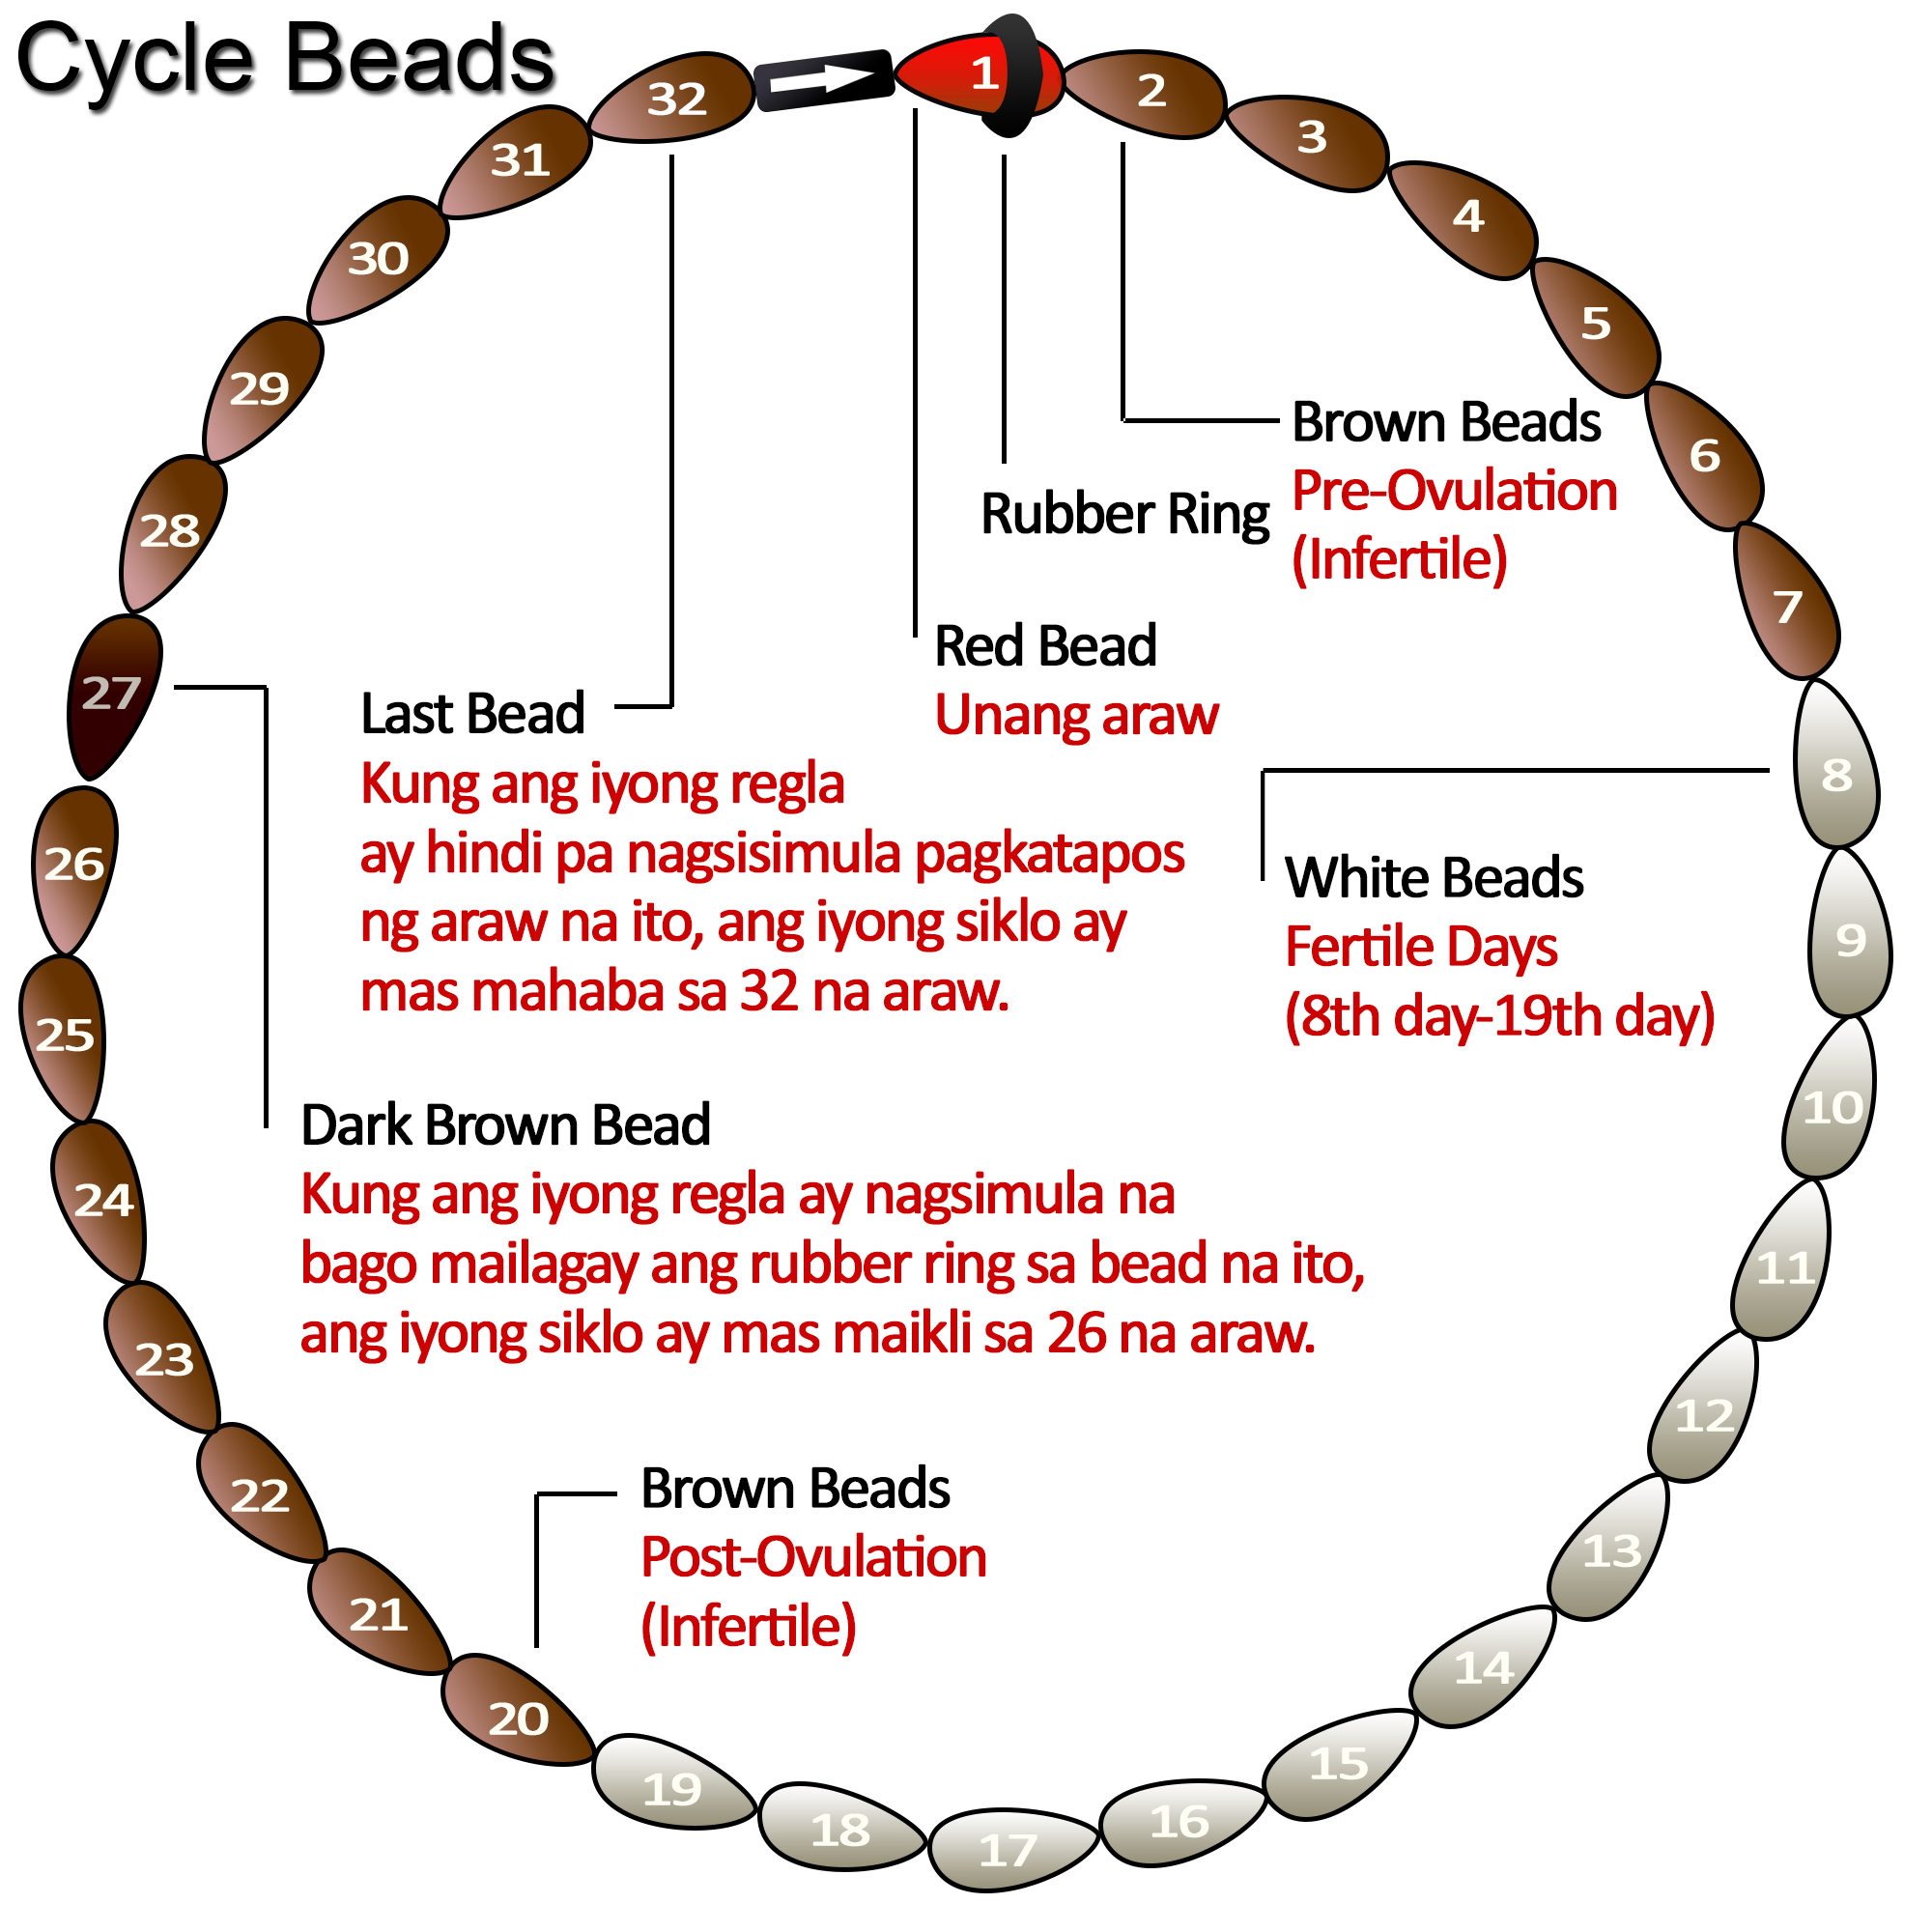 Cycle Beads
1
2
3
4
5
6
7
8
9
10
11
12
13
14
15
16
17
18
19
20
21
22
23
24
25
26
27
28
29
30
31
32
Brown Beads
Pre-Ovulation
(Infertile)
Rubber Ring
Red Bead
Unang araw
Last Bead
Kung ang iyong regla
ay hindi pa nagsisimula pagkatapos
ng araw na ito, ang iyong siklo ay
mas mahaba sa 32 na araw.
White Beads
Fertile Days
(8th day-19th day)
Dark Brown Bead
Kung ang iyong regla ay nagsimula na
bago mailagay ang rubber ring sa bead na ito,
ang iyong siklo ay mas maikli sa 26 na araw.
Brown Beads
Post-Ovulation
(Infertile)